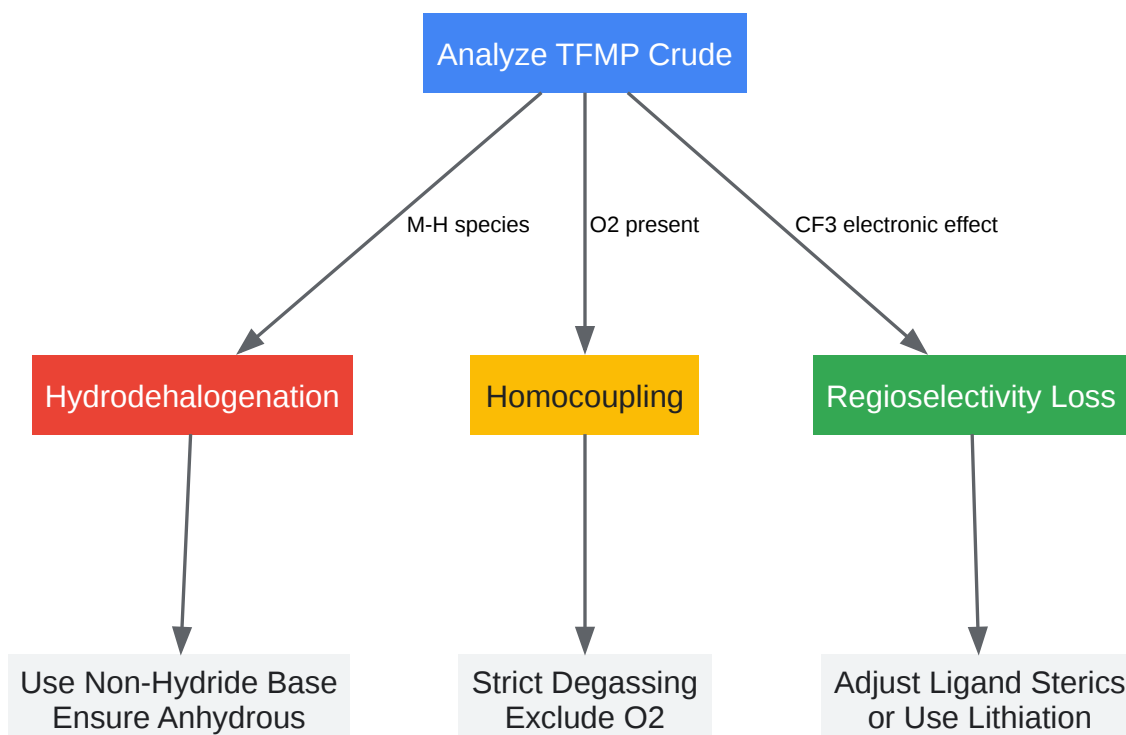 Analyze TFMP Crude
M-H species
O2 present
CF3 electronic effect
Hydrodehalogenation
Homocoupling
Regioselectivity Loss
Use Non-Hydride Base
Ensure Anhydrous
Strict Degassing
Exclude O2
Adjust Ligand Sterics
or Use Lithiation